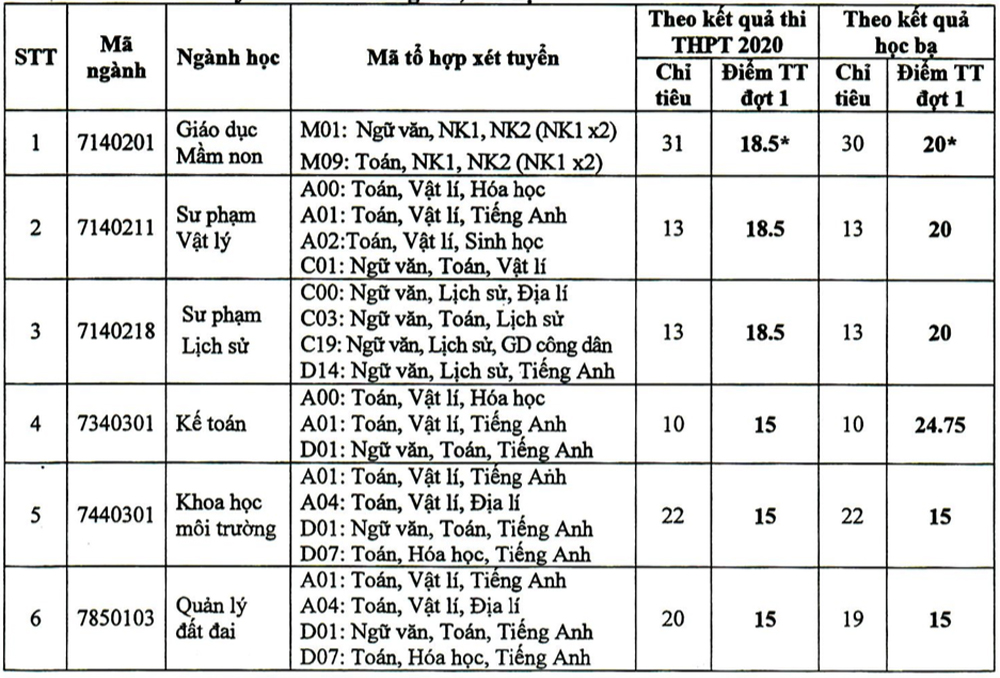 STT
Mã
ngành
Ngành học
Mã tổ hợp xét tuyển
Theo kết quả thi
THPT 2020
Theo kết quả
học bạ
Chỉ
tiêu
Điểm TT
đợt 1
Chỉ
tiêu
Điểm TT
đợt 1
1
7140201
Giáo dục
Mầm non
M01: Ngữ văn, NK1, NK2 (NK1 x2)
M09: Toán, NK1, NK2 (NK1 x2)
31
18.5*
30
20*
2
7140211
Sư phạm
Vật lý
A00: Toán, Vật lí, Hóa học
A01: Toán, Vật lí, Tiếng Anh
A02:Toán, Vật lí, Sinh học
C01: Ngữ văn, Toán, Vật lí
13
18.5
13
20
3
7140218
Sư phạm
Lịch sử
C00: Ngữ văn, Lịch sử, Địa lí
C03: Ngữ văn, Toán, Lịch sử
C19: Ngữ văn, Lịch sử, GD công dân
D14: Ngữ văn, Lịch sử, Tiếng Anh
13
18.5
13
20
4
7340301
Kế toán
A00: Toán, Vật lí, Hóa học
A01: Toán, Vật lí, Tiếng Anh
D01: Ngữ văn, Toán, Tiếng Anh
10
15
10
24.75
5
7440301
Khoa học
môi trường
A01: Toán, Vật lí, Tiếng Anh
A04: Toán, Vật lí, Địa lí
D01: Ngữ văn, Toán, Tiếng Anh
D07: Toán, Hóa học, Tiếng Anh
22
15
22
15
6
7850103
Quản lý
đất đai
A01: Toán, Vật lí, Tiếng Anh
A04: Toán, Vật lí, Địa lí
D01: Ngữ văn, Toán, Tiếng Anh
D07: Toán, Hóa học, Tiếng Anh
20
15
19
15